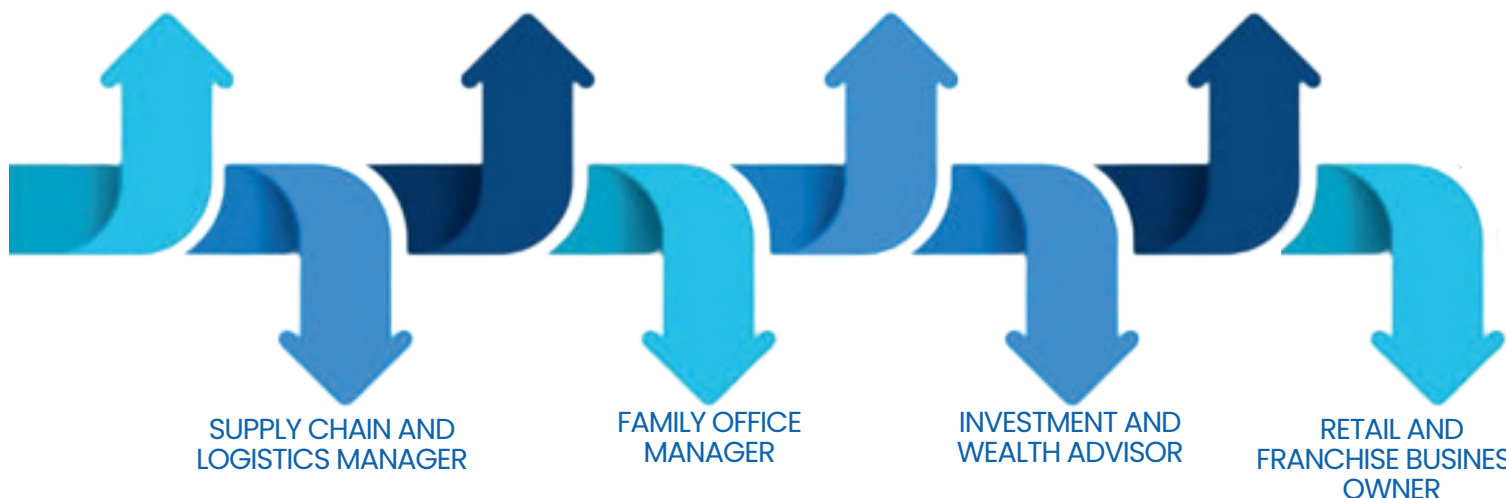 SUPPLY CHAIN AND
LOGISTICS MANAGER
FAMILY OFFICE
MANAGER
INVESTMENT AND
WEALTH ADVISOR
RETAIL AND
FRANCHISE BUSINES
OWNER